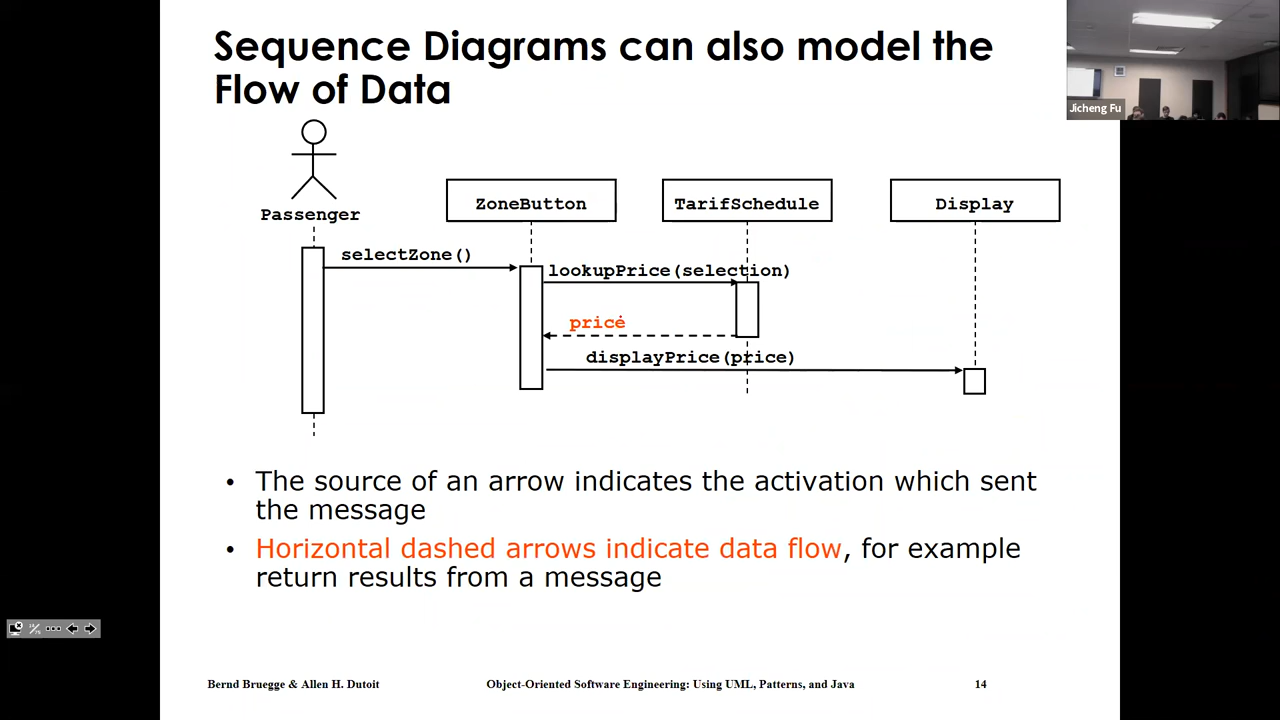 Sequence Diagrams can also model the
Flow of Data
Jicheng Fu
Passenger
ZoneButton
TarifSchedule
Display
selectZone()
lookupPrice(selection)
price
displayPrice(price)
• The source of an arrow indicates the activation which sent
the message
• Horizontal dashed arrows indicate data flow, for example
return results from a message
Bernd Bruegge & Allen H. Dutoit
Object-Oriented Software Engineering: Using UML, Patterns, and Java
14